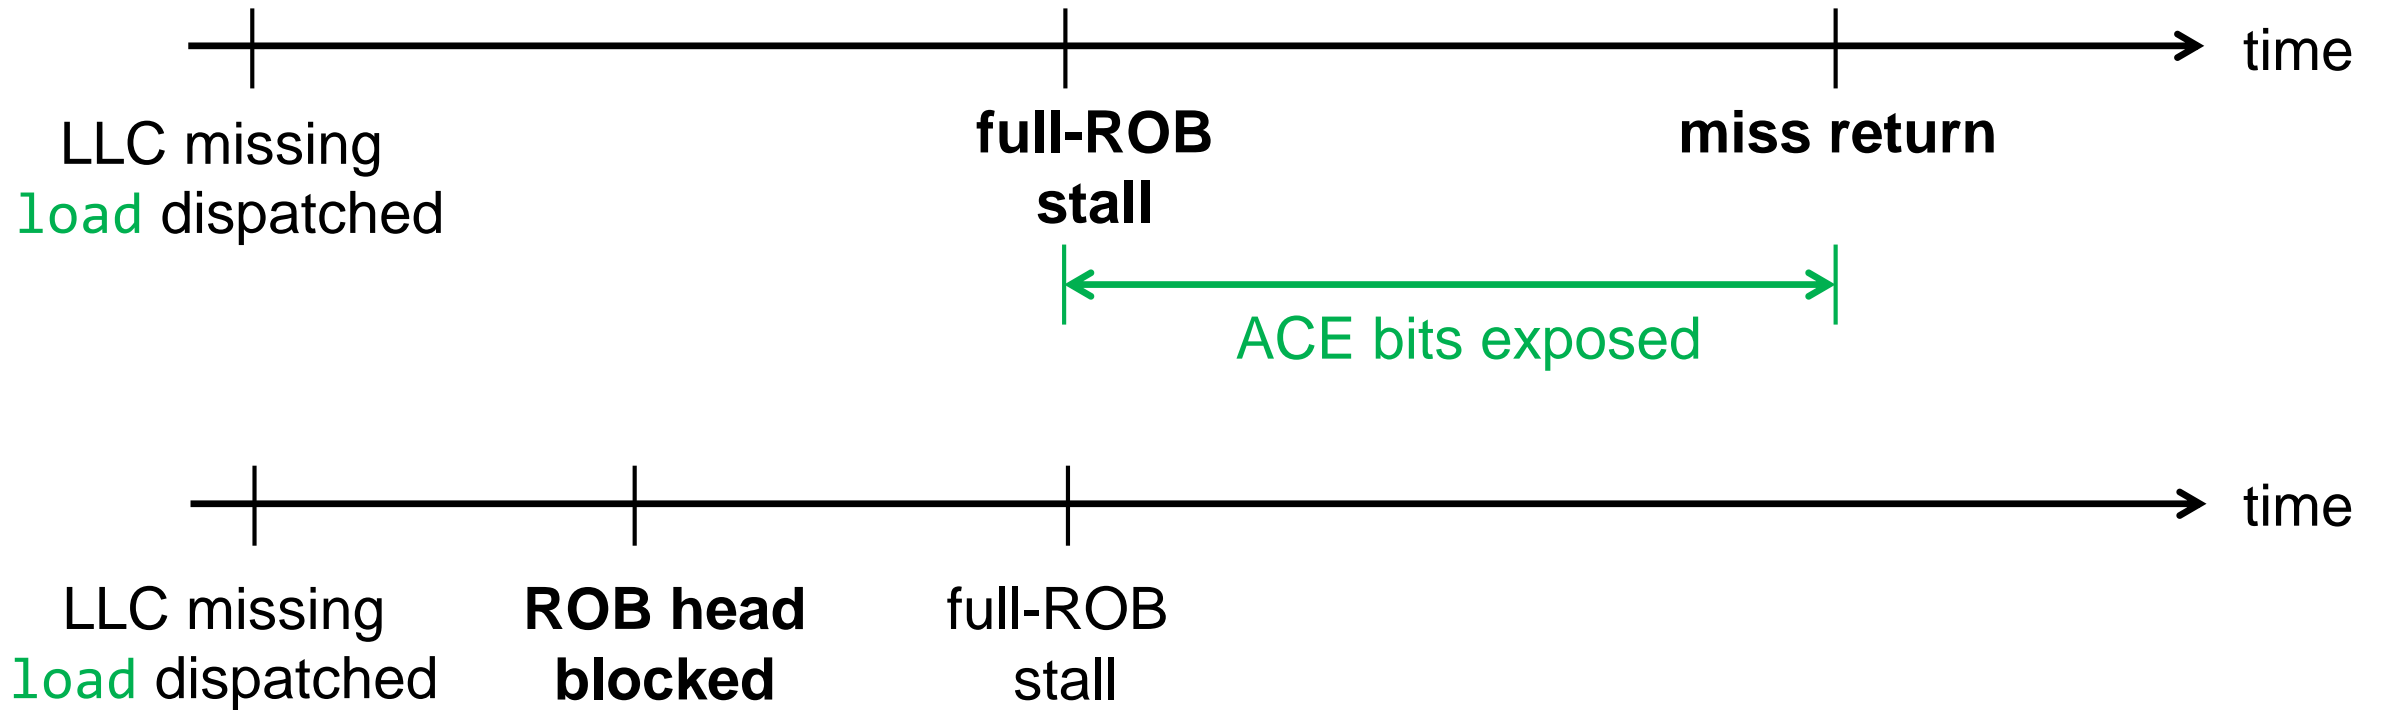 time
LLC missing
load dispatched
full-ROB
stall
miss return
ACE bits exposed
time
LLC missing
load dispatched
ROB head
blocked
full-ROB
stall